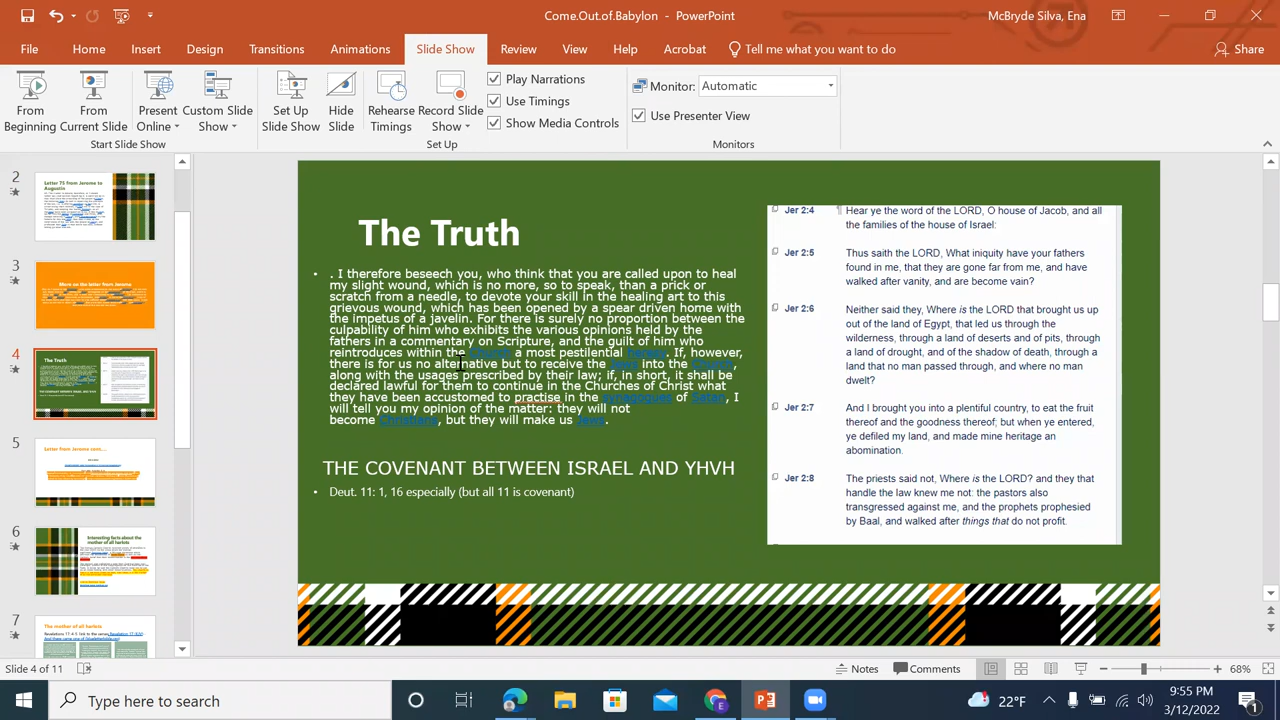 Come.Out.of.Babylon - PowerPoint
McBryde Silva, Ena
File Home Insert Design Transitions Animations Slide Show Review View Help Acrobat Tell me what you want to do Share
From Beginning
From Current Slide
Present Online
Custom Slide Show
Set Up Slide Show
Hide Slide
Rehearse Timings
Record Slide Show
Play Narrations
Use Timings
Show Media Controls
Monitor: Automatic
Use Presenter View
Start Slide Show
Set Up
Monitors
2
Letter 75 from Jerome to
Augustin
3
More on the letter from Jerome
4
The Truth
5
Letter from Jerome cont...
6
Interesting facts about the
mother of all harlots
7
The mother of all harlots
The Truth
• . I therefore beseech you, who think that you are called upon to heal
my slight wound, which is no more, so to speak, than a prick or
scratch from a needle, to devote your skill in the healing art to this
grievous wound, which has been opened by a spear driven home with
the impetus of a javelin. For there is surely no proportion between the
culpability of him who exhibits the various opinions held by the
fathers in a commentary on Scripture, and the guilt of him who
reintroduces within the Church a most pestilential heresy. If, however,
there is for us no alternative but to receive the Jews into the Church,
along with the usages prescribed by their law; if, in short, it shall be
declared lawful for them to continue in the Churches of Christ what
they have been accustomed to practise in the synagogues of Satan, I
will tell you my opinion of the matter: they will not
become Christians, but they will make us Jews.
THE COVENANT BETWEEN ISRAEL AND YHVH
• Deut. 11: 1, 16 especially (but all 11 is covenant)
Jer 2:4 ¶ Hear ye the word of the LORD, O house of Jacob, and all
the families of the house of Israel:
Jer 2:5 Thus saith the LORD, What iniquity have your fathers
found in me, that they are gone far from me, and have
walked after vanity, and are become vain?
Jer 2:6 Neither said they, Where is the LORD that brought us up
out of the land of Egypt, that led us through the
wilderness, through a land of deserts and of pits, through
a land of drought, and of the shadow of death, through a
land that no man passed through, and where no man
dwelt?
Jer 2:7 And I brought you into a plentiful country, to eat the fruit
thereof and the goodness thereof; but when ye entered,
ye defiled my land, and made mine heritage an
abomination.
Jer 2:8 The priests said not, Where is the LORD? and they that
handle the law knew me not: the pastors also
transgressed against me, and the prophets prophesied
by Baal, and walked after things that do not profit.
Slide 4 of 11
Notes
Comments
68%
Type here to search
22°F
9:55 PM
3/12/2022
1